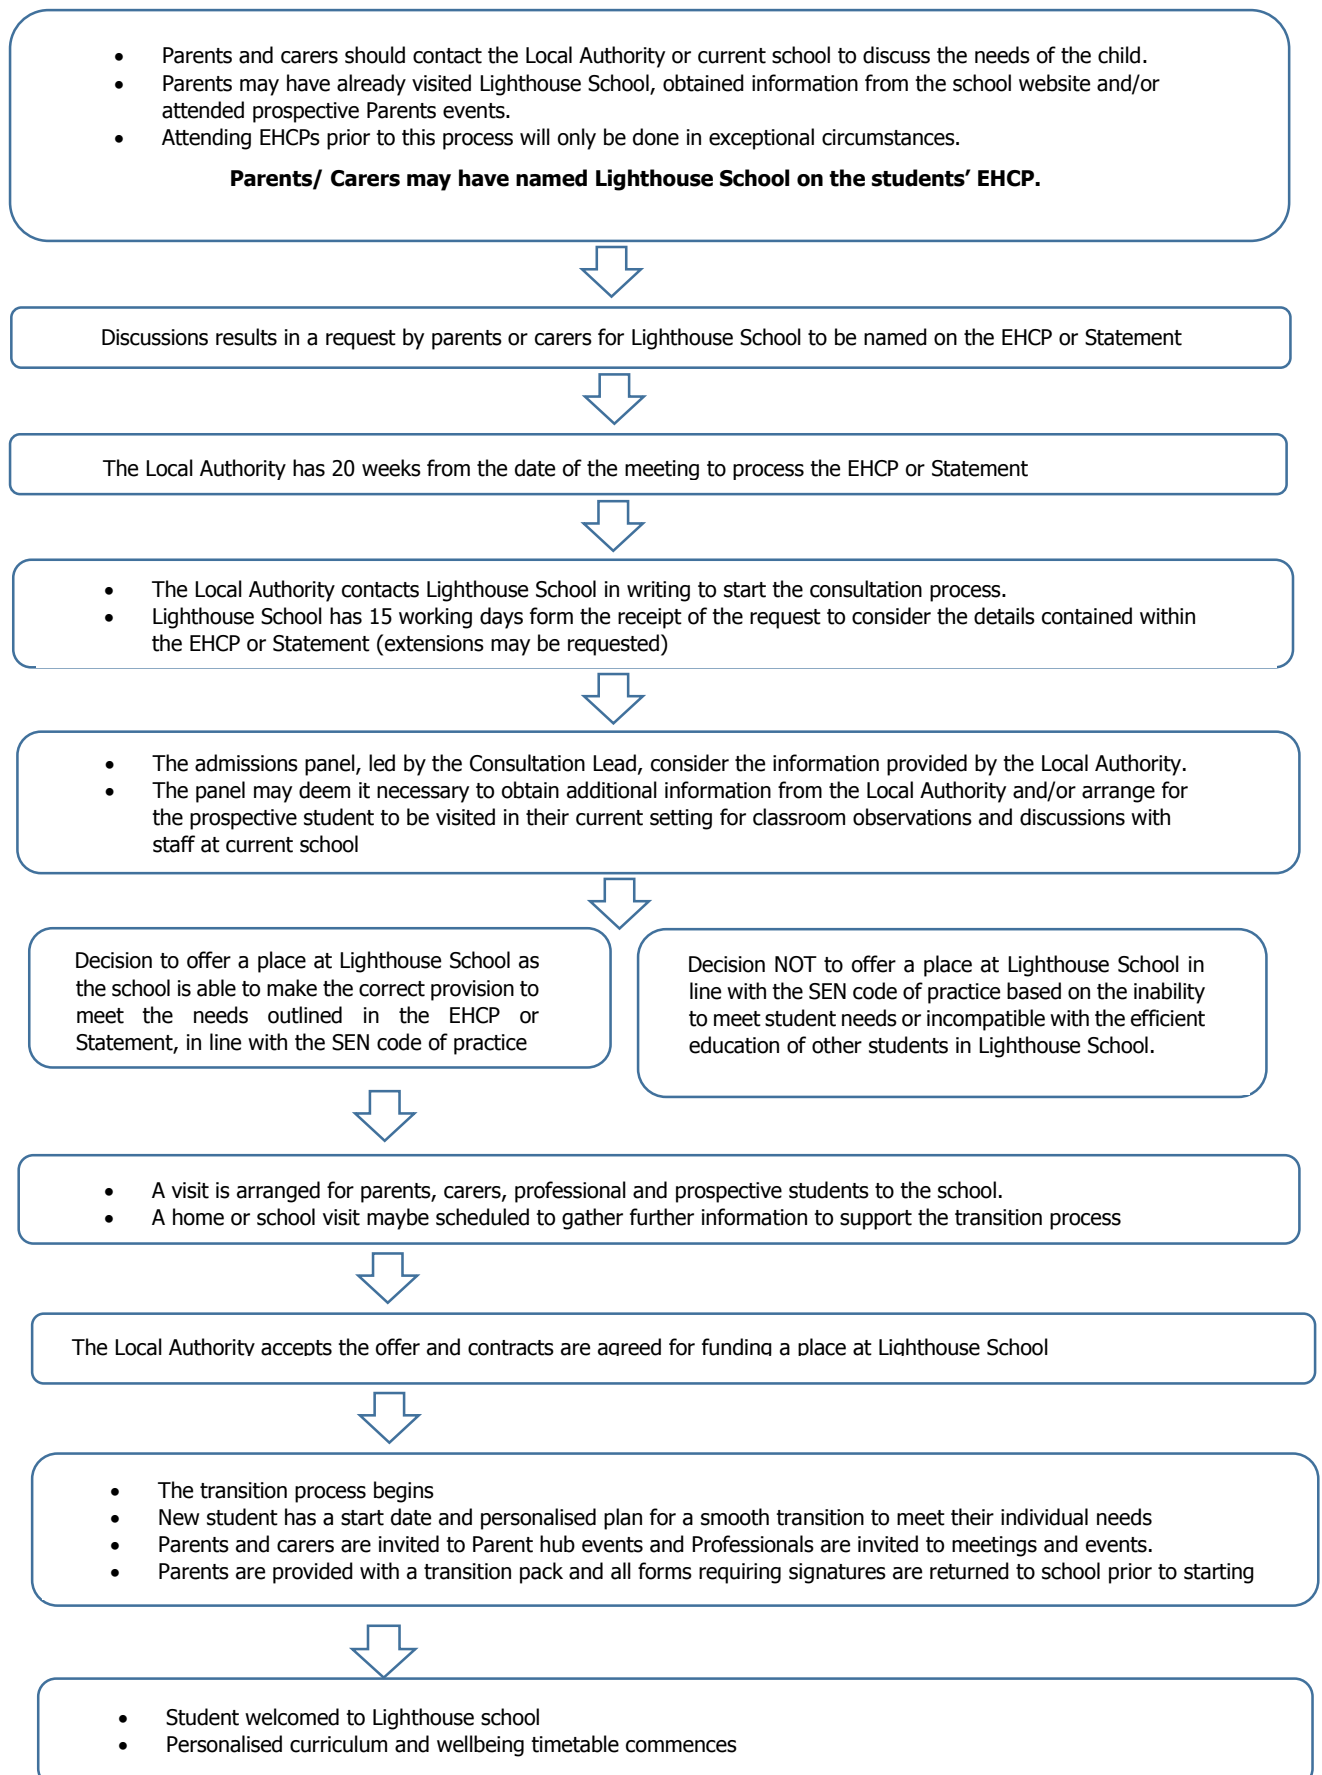 • Parents and carers should contact the Local Authority or current school to discuss the needs of the child.
• Parents may have already visited Lighthouse School, obtained information from the school website and/or
attended prospective Parents events.
• Attending EHCPs prior to this process will only be done in exceptional circumstances.
Parents/ Carers may have named Lighthouse School on the students’ EHCP.
Discussions results in a request by parents or carers for Lighthouse School to be named on the EHCP or Statement
The Local Authority has 20 weeks from the date of the meeting to process the EHCP or Statement
• The Local Authority contacts Lighthouse School in writing to start the consultation process.
• Lighthouse School has 15 working days form the receipt of the request to consider the details contained within
the EHCP or Statement (extensions may be requested)
• The admissions panel, led by the Consultation Lead, consider the information provided by the Local Authority.
• The panel may deem it necessary to obtain additional information from the Local Authority and/or arrange for
the prospective student to be visited in their current setting for classroom observations and discussions with
staff at current school
Decision to offer a place at Lighthouse School as
the school is able to make the correct provision to
meet the needs outlined in the EHCP or
Statement, in line with the SEN code of practice
Decision NOT to offer a place at Lighthouse School in
line with the SEN code of practice based on the inability
to meet student needs or incompatible with the efficient
education of other students in Lighthouse School.
• A visit is arranged for parents, carers, professional and prospective students to the school.
• A home or school visit maybe scheduled to gather further information to support the transition process
The Local Authority accepts the offer and contracts are agreed for funding a place at Lighthouse School
• The transition process begins
• New student has a start date and personalised plan for a smooth transition to meet their individual needs
• Parents and carers are invited to Parent hub events and Professionals are invited to meetings and events.
• Parents are provided with a transition pack and all forms requiring signatures are returned to school prior to starting
• Student welcomed to Lighthouse school
• Personalised curriculum and wellbeing timetable commences